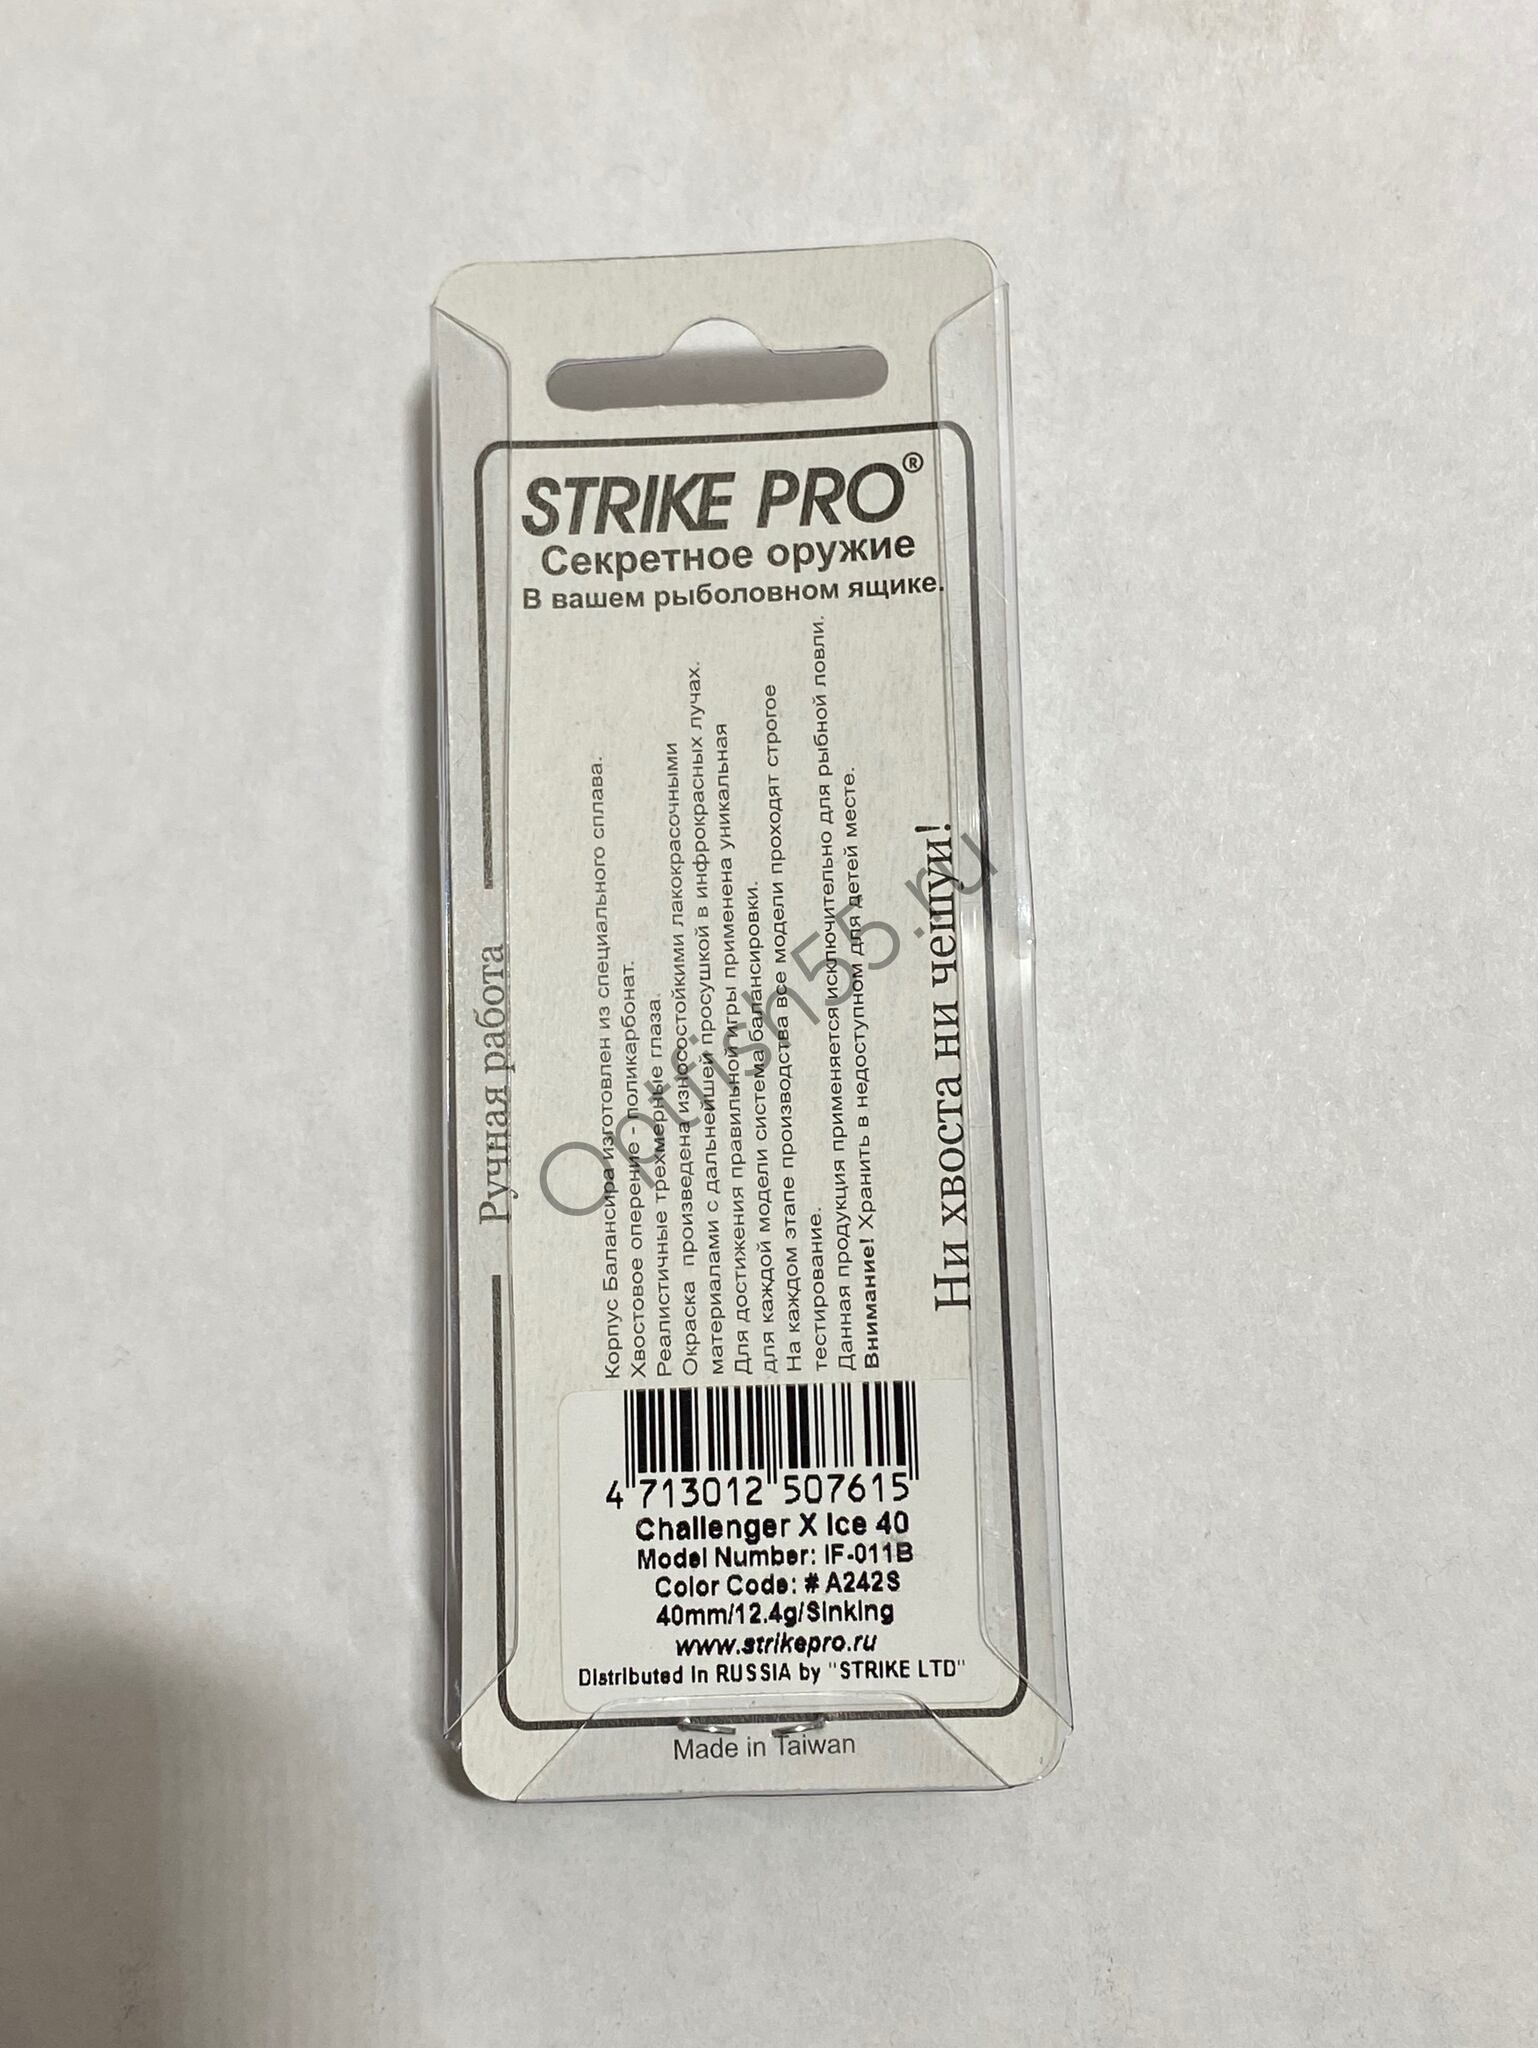 STRIKE PRO®
Секретное оружие
В вашем рыболовном ящике.
Ручная работа
Корпус Балансира изготовлен из специального сплава.
Хвостовое оперение - поликарбонат.
Реалистичные трехмерные глаза.
Окраска произведена износостойкими лакокрасочными
материалами с дальнейшей просушкой в инфрокрасных лучах.
Для достижения правильной игры применена уникальная
для каждой модели система балансировки.
На каждом этапе производства все модели проходят строгое
тестирование.
Данная продукция применяется исключительно для рыбной ловли.
Внимание! Хранить в недоступном для детей месте.
Ни хвоста ни чешуи!
Optfish55.ru
4 713012 507615
Challenger X Ice 40
Model Number: IF-011B
Color Code: # A242S
40mm/12.4g/Sinking
www.strikepro.ru
Distributed in RUSSIA by "STRIKE LTD"
Made in Taiwan